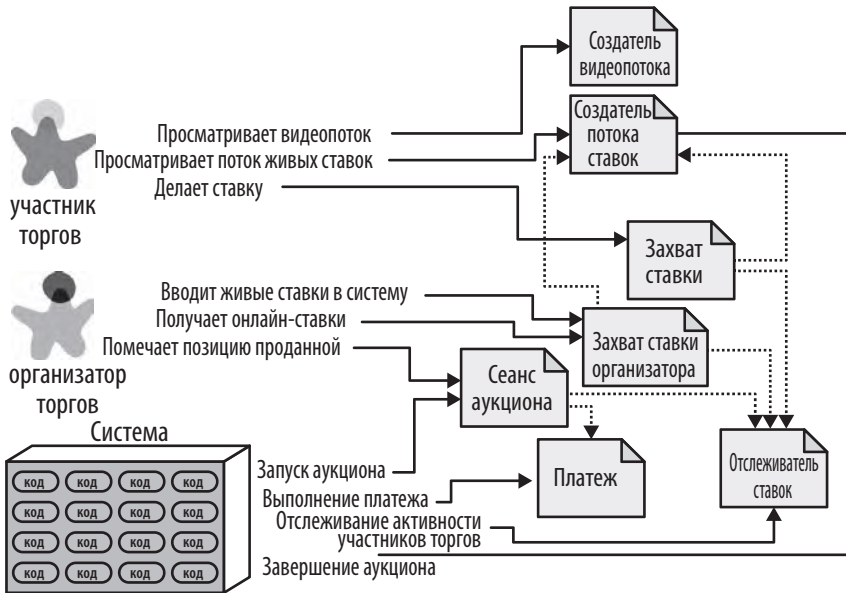 Создатель
видеопотока
Создатель
потока
ставок
Просматривает видеопоток
Просматривает поток живых ставок
Делает ставку
участник
торгов
Захват
ставки
Вводит живые ставки в систему
Получает онлайн-ставки
Помечает позицию проданной
организатор
торгов
Захват ставки
организатора
Сеанс
аукциона
Система
код код код код
код код код код
код код код код
код код код код
Запуск аукциона
Выполнение платежа
Отслеживание активности
участников торгов
Завершение аукциона
Платеж
Отслеживатель
ставок